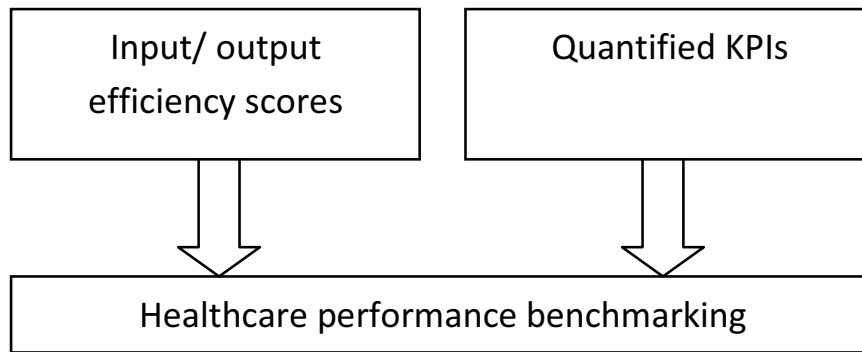 Input/ output
efficiency scores
Quantified KPIs
Healthcare performance benchmarking